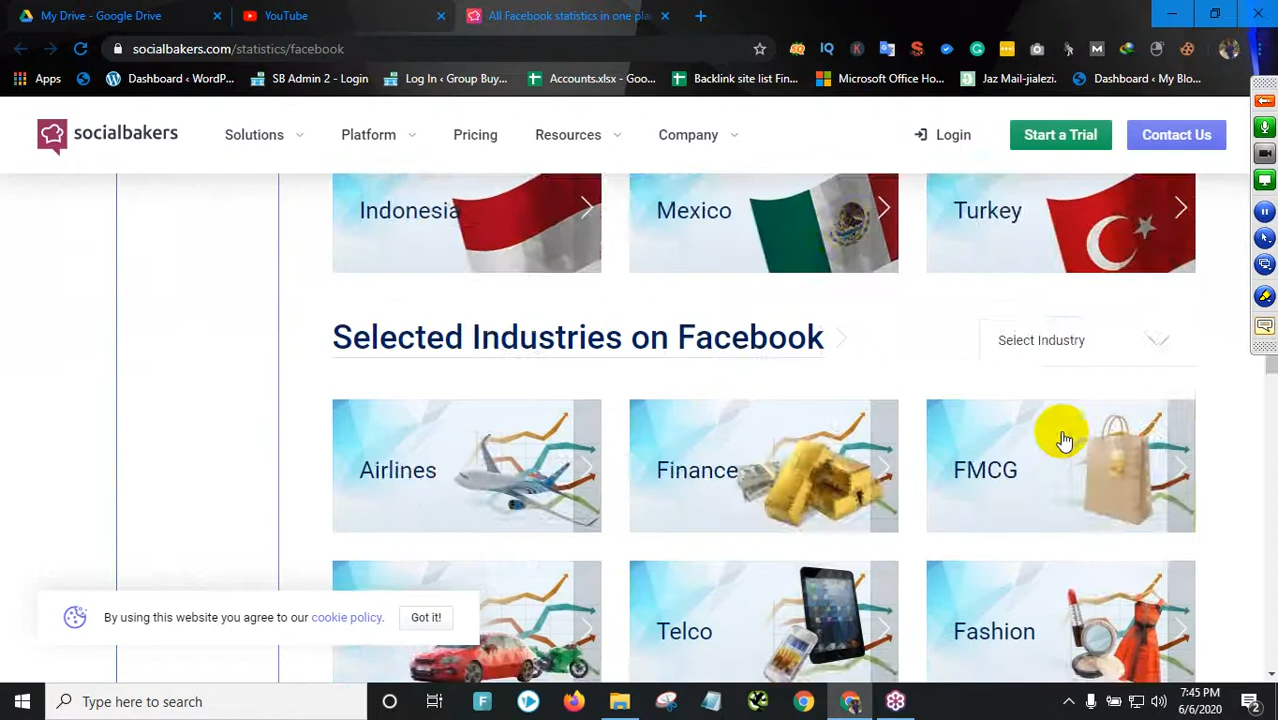 My Drive - Google Drive
YouTube
All Facebook statistics in one pla
socialbakers.com/statistics/facebook
Apps
Dashboard ‹ WordP...
SB Admin 2 - Login
Log In ‹ Group Buy...
Accounts.xlsx - Goo...
Backlink site list Fin...
Microsoft Office Ho...
Jaz Mail-jialezi.
Dashboard ‹ My Blo...
socialbakers
Solutions
Platform
Pricing
Resources
Company
Login
Start a Trial
Contact Us
Indonesia
Mexico
Turkey
Selected Industries on Facebook
Select Industry
Airlines
Finance
FMCG
Telco
Fashion
By using this website you agree to our cookie policy.
Got it!
Type here to search
7:45 PM
6/6/2020
2